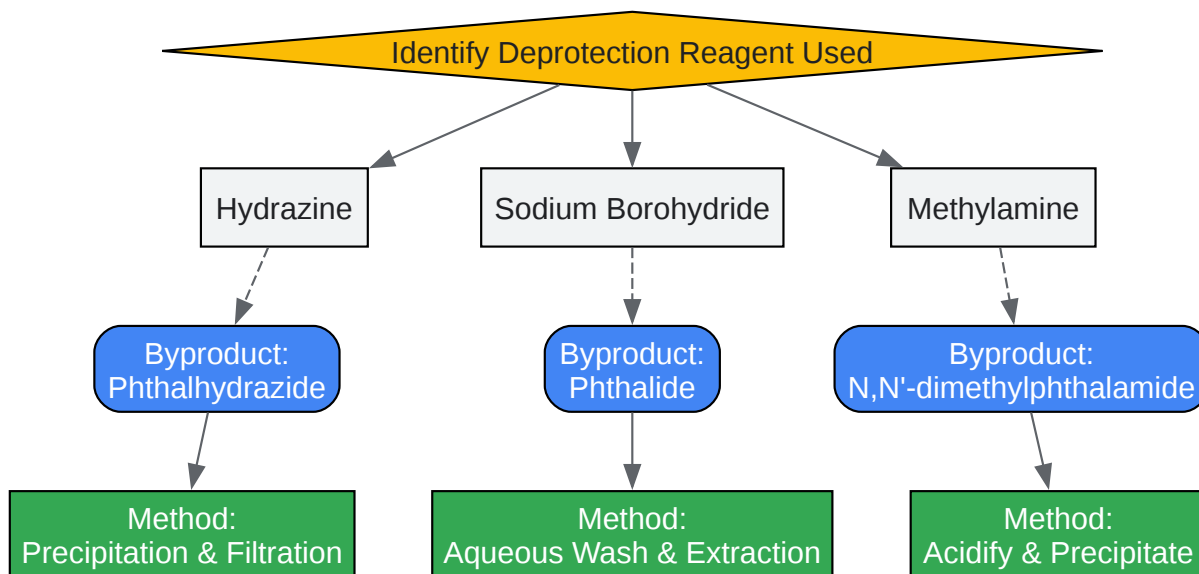 Identify Deprotection Reagent Used
Hydrazine
Sodium Borohydride
Methylamine
Byproduct:
Phthalhydrazide
Byproduct:
Phthalide
Byproduct:
N,N'-dimethylphthalamide
Method:
Precipitation & Filtration
Method:
Aqueous Wash & Extraction
Method:
Acidify & Precipitate